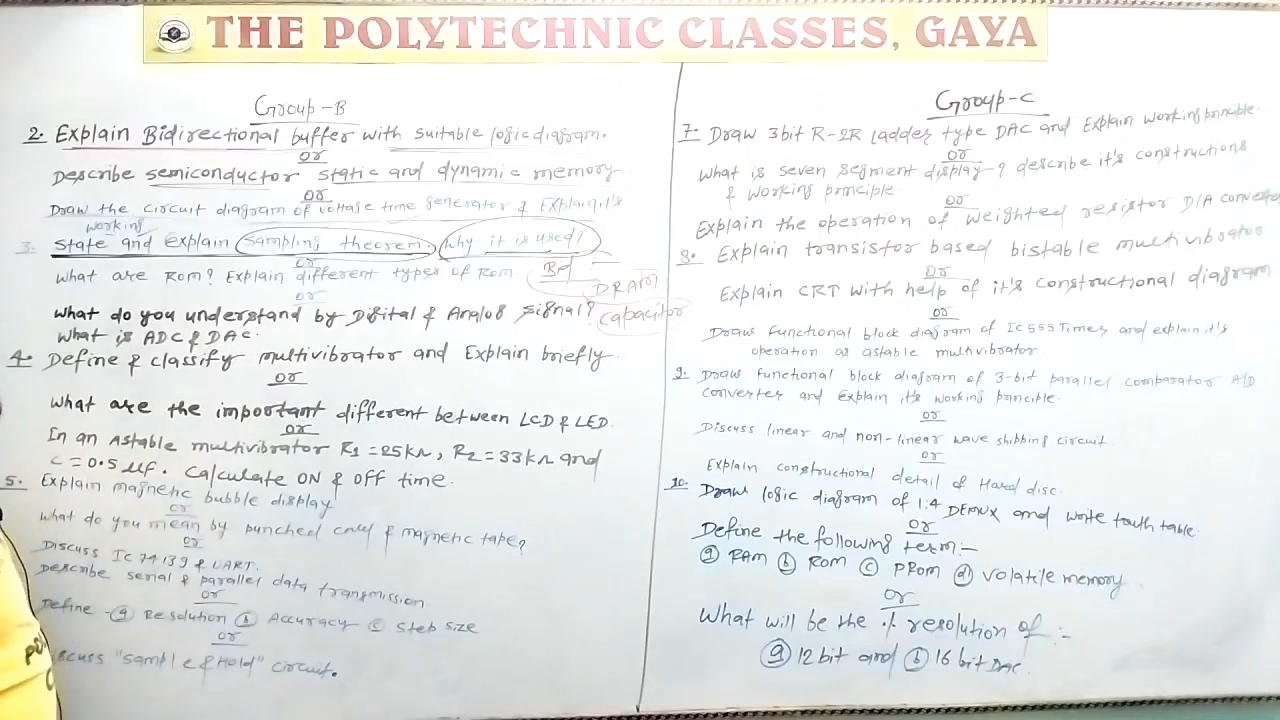 THE POLYTECHNIC CLASSES, GAYA
Group-B
2. Explain Bidirectional buffer with suitable logic diagram.
or
Describe semiconductor static and dynamic memory
or
Draw the circuit diagram of voltage time generator & Explain it's
working
3. State and explain sampling theorem. why it is used?
or
What are Rom? Explain different types of Rom.
DRAM
or
What do you understand by Digital & Analog signal?
capacitor
What is ADC & DAC.
4. Define & classify multivibrator and Explain briefly.
or
What are the important different between LCD & LED.
or
In an Astable multivibrator R1 = 25kΩ, R2 = 33kΩ and
C = 0.5 μf. Calculate ON & OFF time.
5. Explain magnetic bubble display
or
What do you mean by punched card & magnetic tape?
or
Discuss IC 74139 & UART.
Describe serial & parallel data transmission
or
Define - (a) Resolution (b) Accuracy (c) Step size
or
"Sample & Hold" circuit.
Group-C
7. Draw 3bit R-2R Ladder type DAC and Explain working principle.
or
What is seven segment display? describe it's constructions
& working principle.
or
Explain the operation of weighted resistor D/A converter
8. Explain transistor based bistable multivibrator
or
Explain CRT with help of it's constructional diagram
or
Draw functional block diagram of IC 555 Timer and explain it's
operation as astable multivibrator
9. Draw functional block diagram of 3-bit parallel comparator A/D
converter and explain it's working principle.
or
Discuss linear and non-linear wave shipping circuit.
or
Explain constructional detail of Hard disc.
10. Draw logic diagram of 1:4 DEMUX and write truth table.
or
Define the following term:-
(a) RAM (b) ROM (c) PROM (d) volatile memory
or
What will be the % resolution of :-
(a) 12 bit and (b) 16 bit DAC.